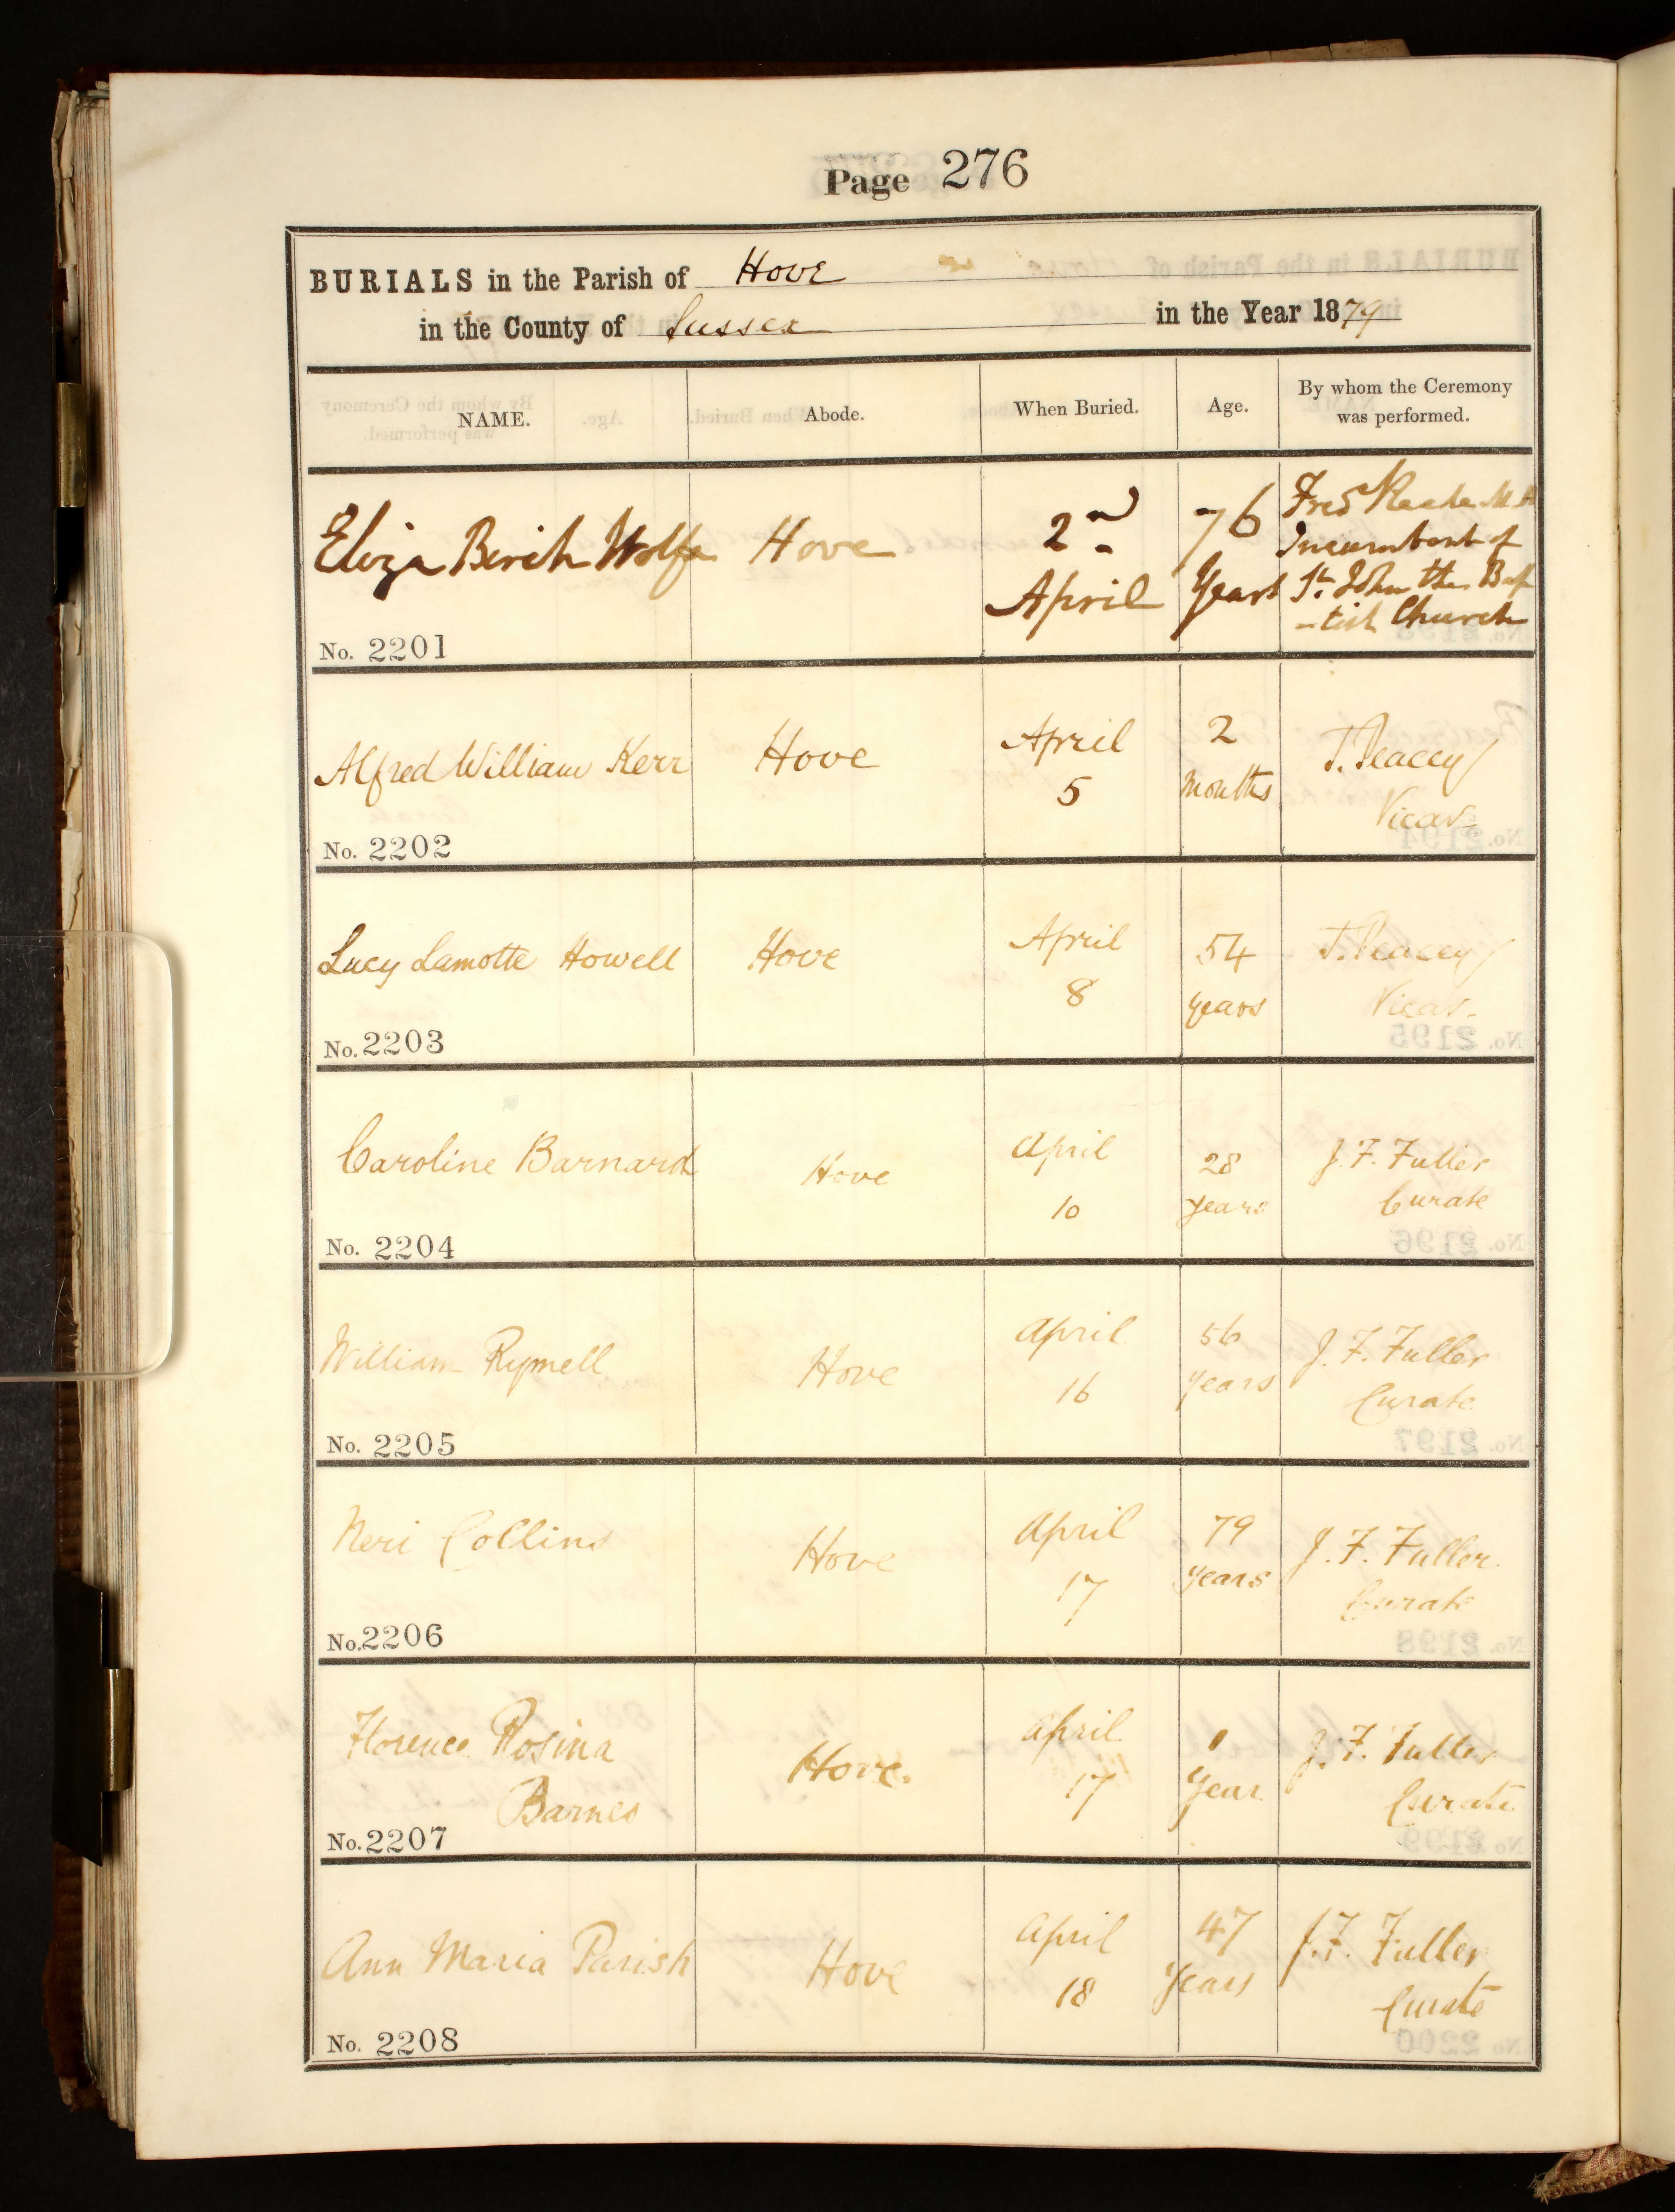 Page 276
BURIALS in the Parish of Hove
in the County of Sussex in the Year 1879
NAME. Abode. When Buried. Age. By whom the Ceremony was performed.
Eliza Birch Wolfe Hove 2nd April 76 Years Fred Reade M.A Incumbent of St. John the Bap-tist Church
No. 2201
Alfred William Kerr Hove April 5 2 months T. Peacey Vicar
No. 2202
Lucy Lamotte Howell Hove April 8 54 years T. Peacey Vicar.
No. 2203
Caroline Barnard Hove April 10 28 years J. F. Fuller Curate
No. 2204
William Rymell Hove April 16 56 years J. F. Fuller Curate
No. 2205
Neri Collins Hove April 17 79 years J. F. Fuller. Curate
No. 2206
Florence Rosina Barnes Hove. April 17 1 Year J. F. Fuller Curate.
No. 2207
Ann Maria Parish Hove April 18 47 Years J. F. Fuller Curate
No. 2208